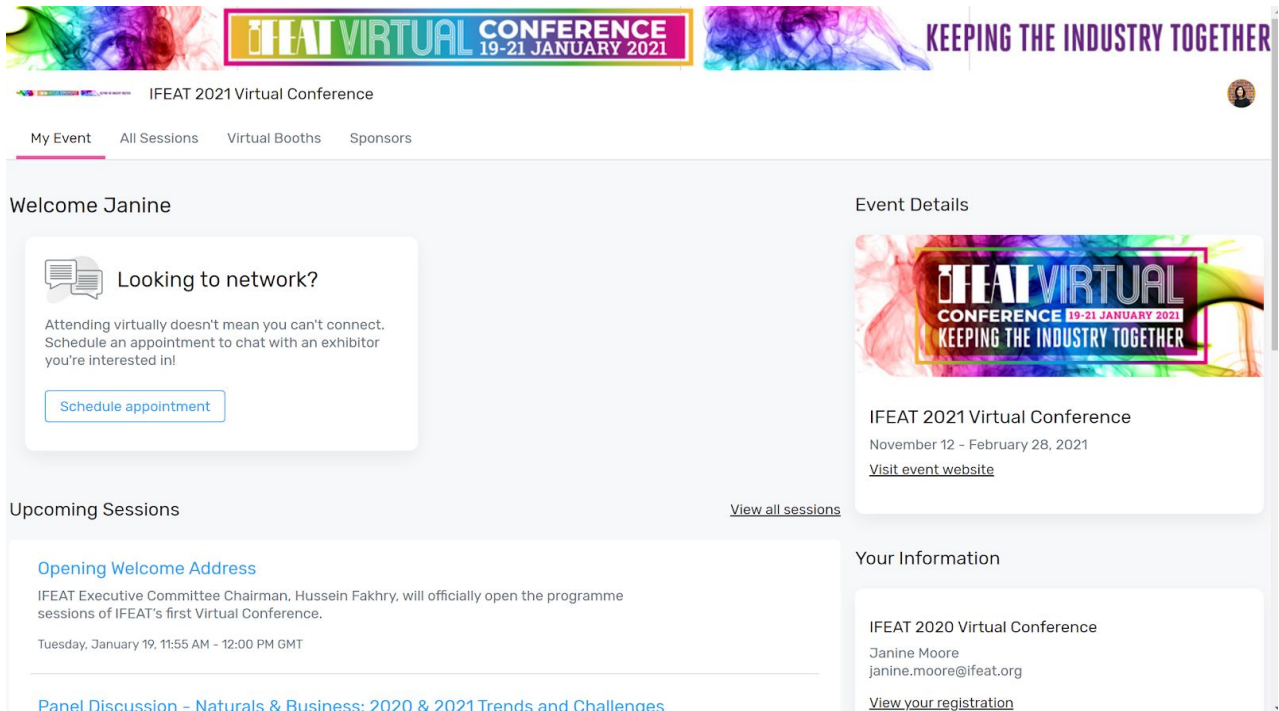 IFEAT VIRTUAL CONFERENCE
19-21 JANUARY 2021
KEEPING THE INDUSTRY TOGETHER
IFEAT 2021 Virtual Conference
My Event All Sessions Virtual Booths Sponsors
Welcome Janine
Looking to network?
Attending virtually doesn't mean you can't connect.
Schedule an appointment to chat with an exhibitor
you're interested in!
Schedule appointment
Upcoming Sessions
View all sessions
Opening Welcome Address
IFEAT Executive Committee Chairman, Hussein Fakhry, will officially open the programme
sessions of IFEAT's first Virtual Conference.
Tuesday, January 19, 11:55 AM - 12:00 PM GMT
Panel Discussion - Naturals & Business: 2020 & 2021 Trends and Challenges
Event Details
IFEAT VIRTUAL
CONFERENCE 19-21 JANUARY 2021
KEEPING THE INDUSTRY TOGETHER
IFEAT 2021 Virtual Conference
November 12 - February 28, 2021
Visit event website
Your Information
IFEAT 2020 Virtual Conference
Janine Moore
janine.moore@ifeat.org
View your registration